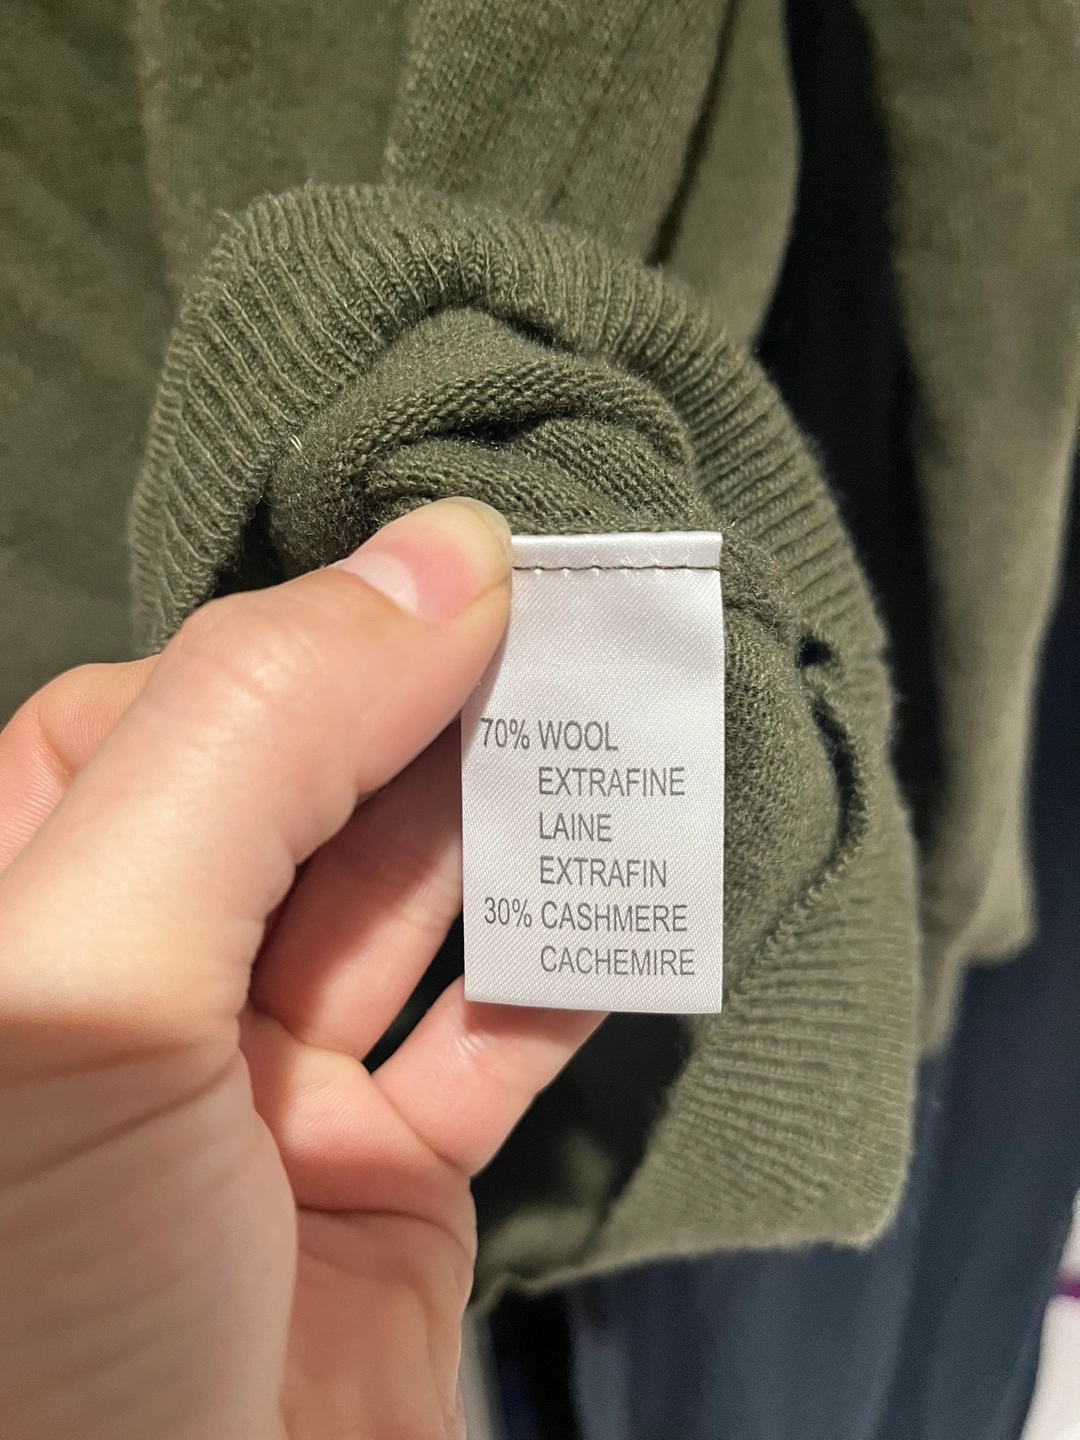 70% WOOL
EXTRAFINE
LAINE
EXTRAFIN
30% CASHMERE
CACHEMIRE